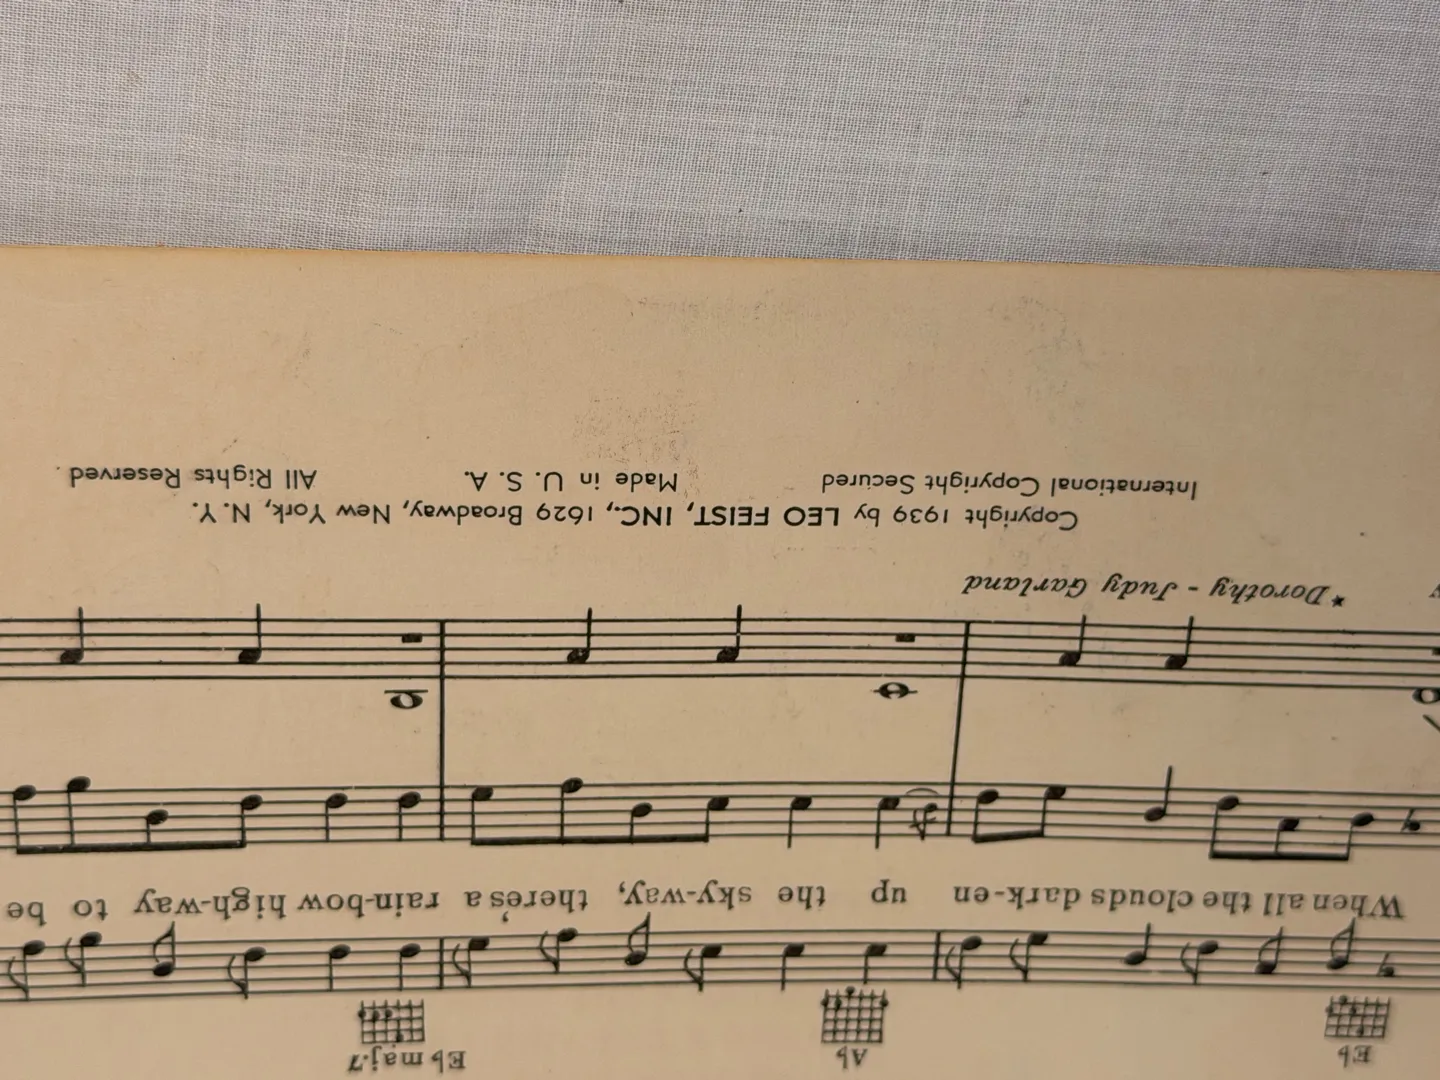 Eb Ab Eb maj.7
When all the clouds dark-en up the sky-way, there's a rain-bow high-way to be
*Dorothy - Judy Garland
Copyright 1939 by LEO FEIST, INC., 1629 Broadway, New York, N. Y.
International Copyright Secured Made in U. S. A. All Rights Reserved